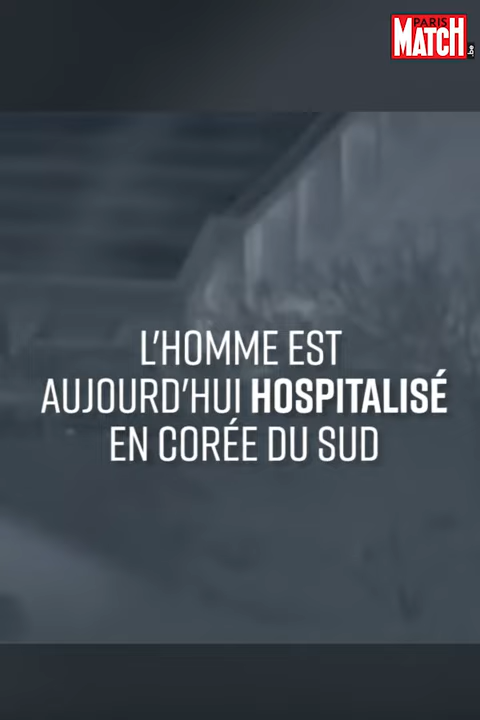 PARIS
MATCH
.be
L'HOMME EST
AUJOURD'HUI HOSPITALISÉ
EN CORÉE DU SUD